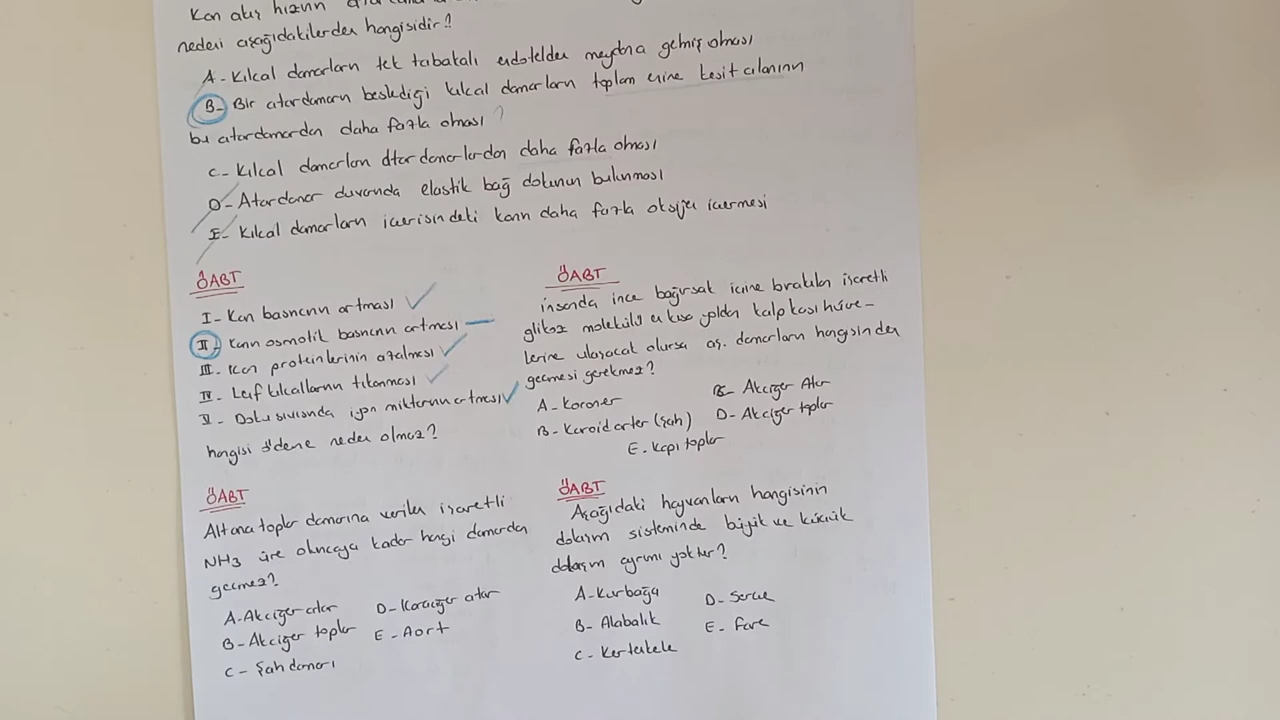 Kan akış hızının
nedeni aşağıdakilerden hangisidir?
A- Kılcal damarların tek tabakalı endotelden meydana gelmiş olması
B- Bir atardamarın beslediği kılcal damarların toplam enine kesit alanının
bu atardamardan daha fazla olması ?
C- Kılcal damarların atardamarlardan daha fazla olması
D- Atardamar duvarında elastik bağ dokunun bulunması
E- Kılcal damarların içerisindeki kanın daha fazla oksijen içermesi
ÖABT
I- Kan basıncının artması
II- Kanın osmotik basıncının artması
III- Kan proteinlerinin azalması
IV- Lenf kılcallarının tıkanması
V- Doku sıvısında iyon miktarının artması
hangisi ödeme neden olmaz?
ÖABT
İnsanda ince bağırsak içine bırakılan işaretli
glikoz molekülü en kısa yoldan kalp kası hücre-
lerine ulaşacak olursa aş. damarların hangisinden
geçmesi gerekmez?
A- Koroner
B- Karoid arter (şah)
C- Akciğer Atar
D- Akciğer toplar
E. Kapı toplar
ÖABT
Alt ana toplar damarına verilen işaretli
NH3 üre oluncaya kadar hangi damardan
geçmez?
A- Akciğer atar
B- Akciğer toplar
C- Şah damarı
D- Karaciğer atar
E- Aort
ÖABT
Aşağıdaki hayvanların hangisinin
dolaşım sisteminde büyük ve küçük
dolaşım ayrımı yoktur?
A- Kurbağa
B- Alabalık
C- Kertenkele
D- Serçe
E- Fare